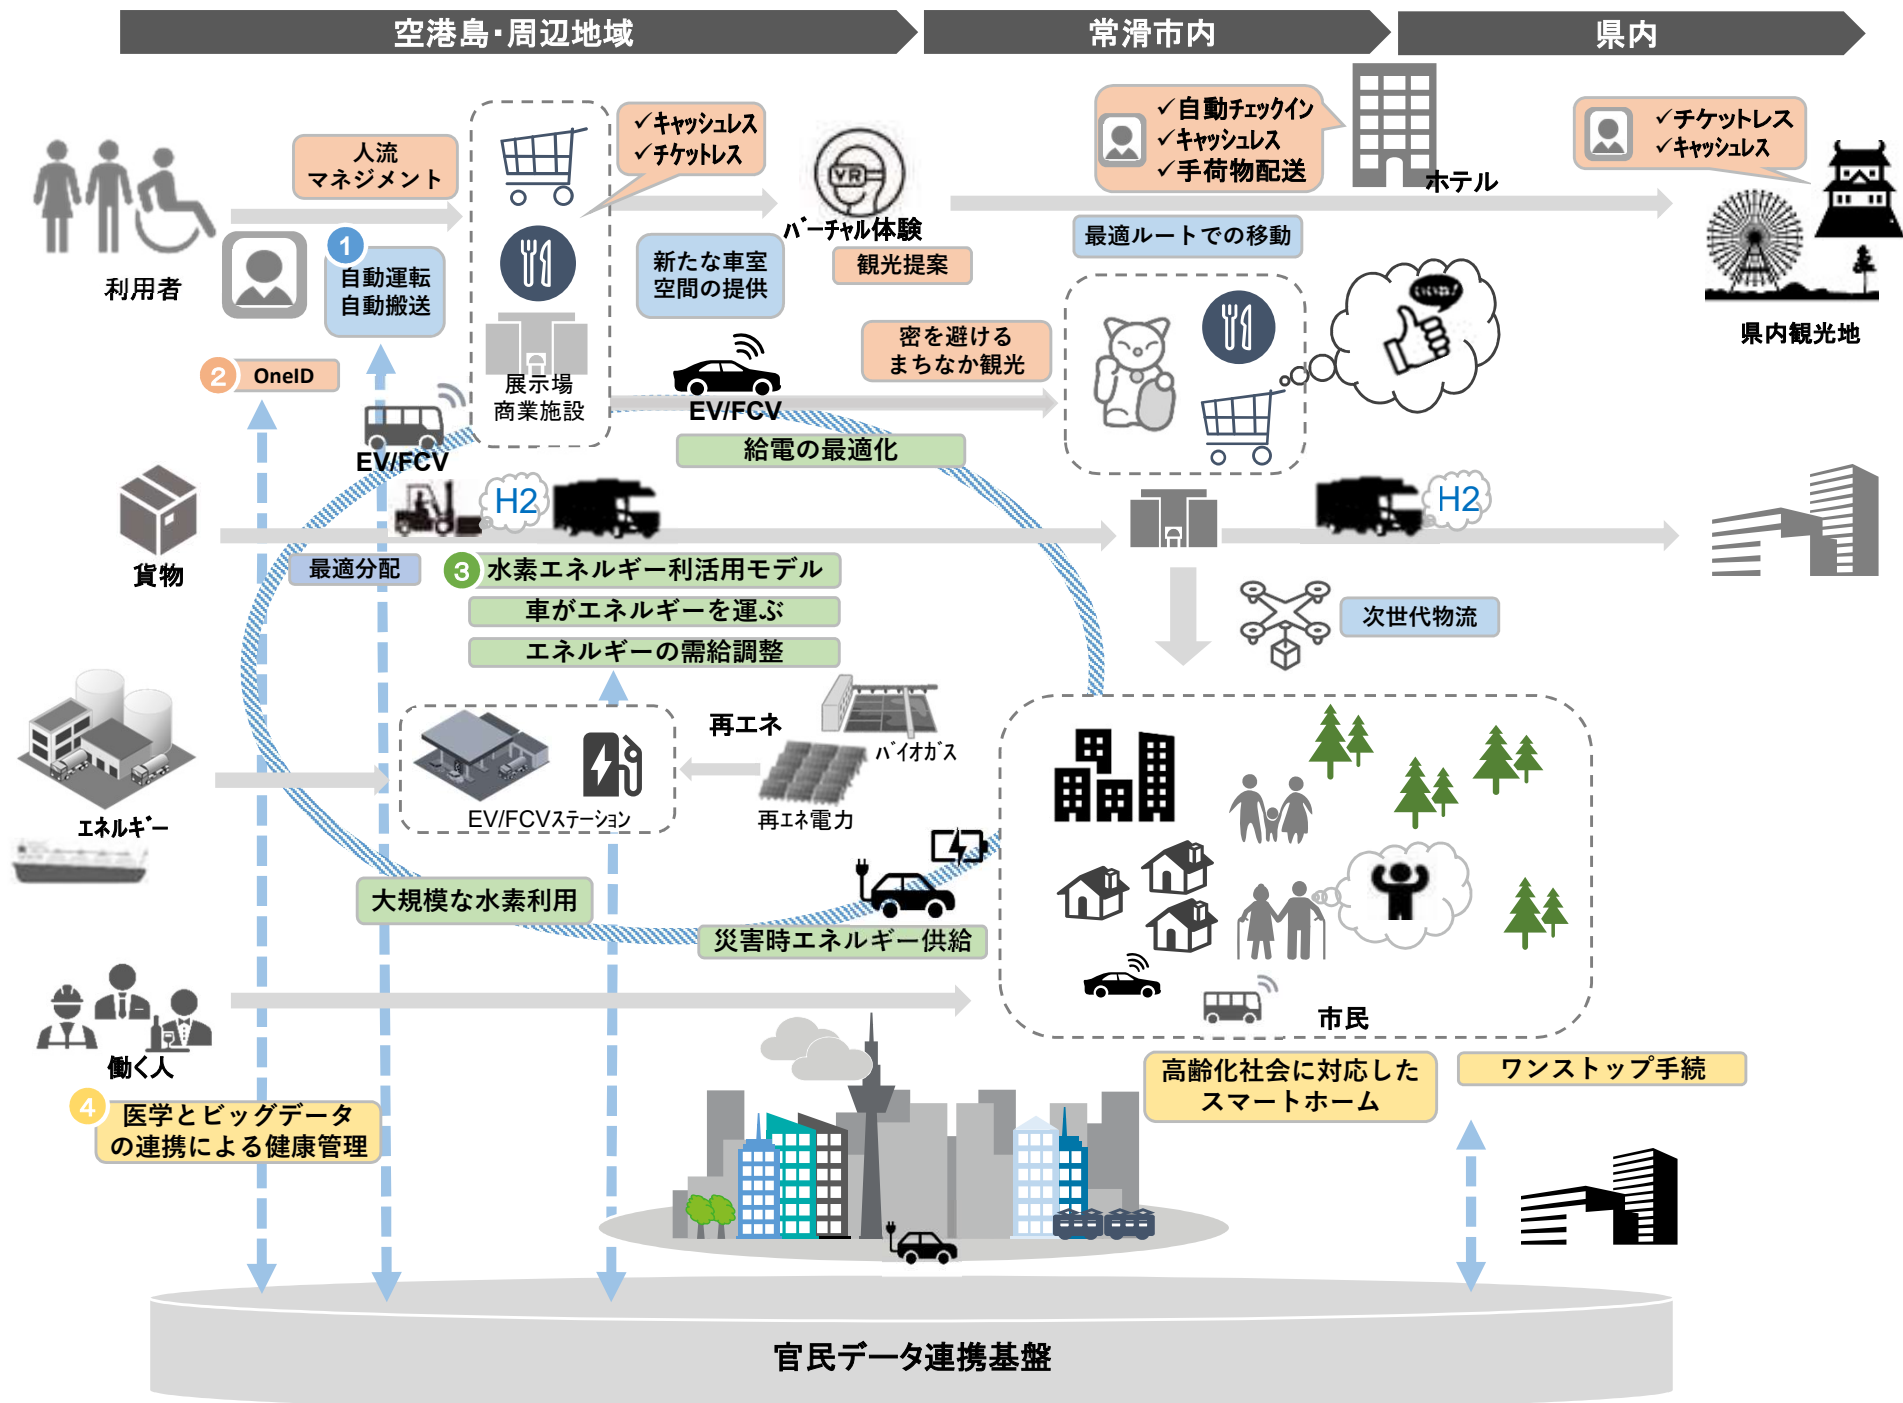 空港島・周辺地域
常滑市内
県内
人流
マネジメント
✓キャッシュレス
✓チケットレス
✓自動チェックイン
✓キャッシュレス
✓手荷物配送
ホテル
✓チケットレス
✓キャッシュレス
利用者
1
自動運転
自動搬送
新たな車室
空間の提供
VR
バーチャル体験
観光提案
最適ルートでの移動
いいね!
県内観光地
2
OneID
展示場
商業施設
EV/FCV
EV/FCV
密を避ける
まちなか観光
給電の最適化
H2
H2
貨物
最適分配
3
水素エネルギー利活用モデル
車がエネルギーを運ぶ
エネルギーの需給調整
次世代物流
再エネ
バイオガス
再エネ電力
EV/FCVステーション
エネルギー
大規模な水素利用
災害時エネルギー供給
市民
働く人
4
医学とビッグデータ
の連携による健康管理
高齢化社会に対応した
スマートホーム
ワンストップ手続
官民データ連携基盤